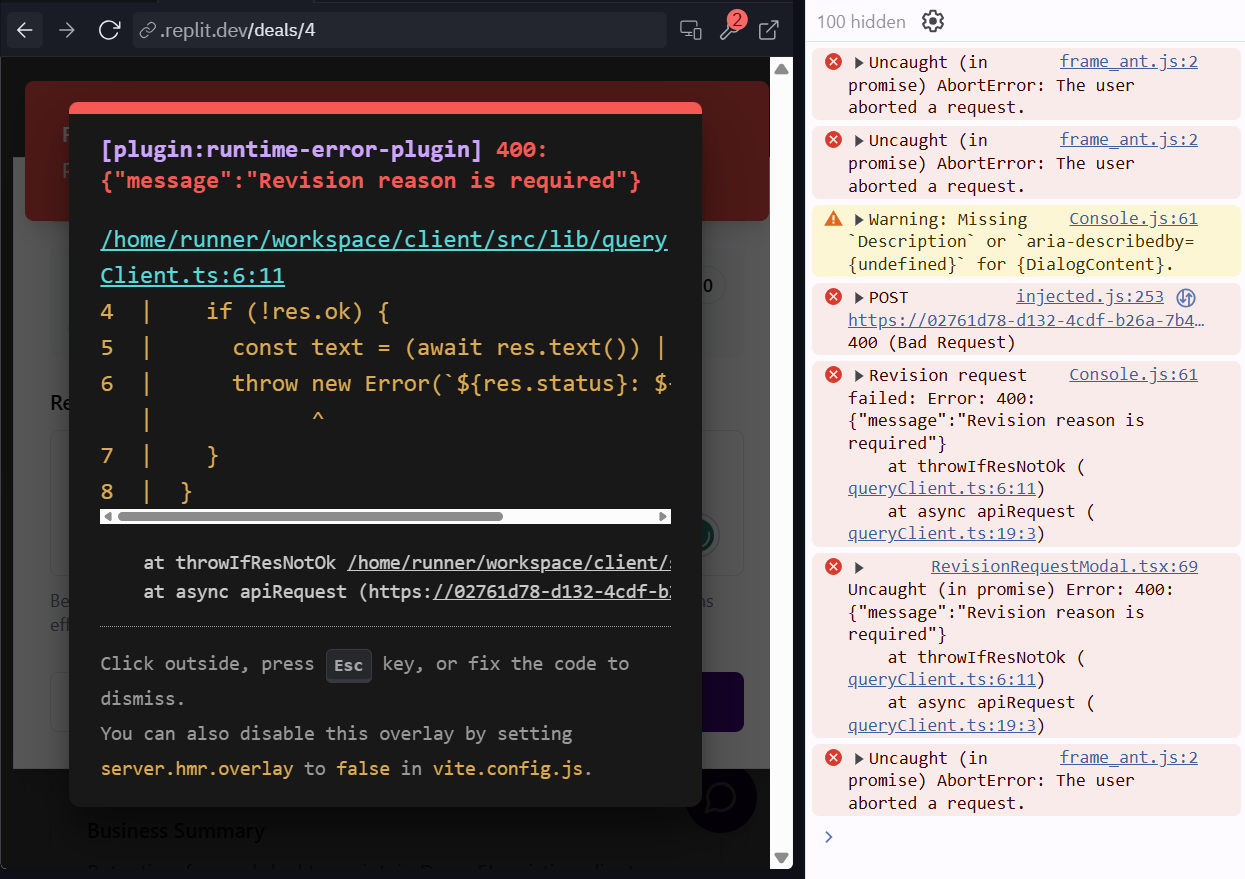 .replit.dev/deals/4
2
[plugin:runtime-error-plugin] 400:
{"message":"Revision reason is required"}
/home/runner/workspace/client/src/lib/query
Client.ts:6:11
4 | if (!res.ok) {
5 | const text = (await res.text()) |
6 | throw new Error(`${res.status}: $
| ^
7 | }
8 | }
at throwIfResNotOk /home/runner/workspace/client/
at async apiRequest (https://02761d78-d132-4cdf-b2
Click outside, press Esc key, or fix the code to
dismiss.
You can also disable this overlay by setting
server.hmr.overlay to false in vite.config.js.
0
Re
Be
ns
Business Summary
100 hidden
Uncaught (in frame_ant.js:2
promise) AbortError: The user
aborted a request.
Uncaught (in frame_ant.js:2
promise) AbortError: The user
aborted a request.
Warning: Missing Console.js:61
`Description` or `aria-describedby=
{undefined}` for {DialogContent}.
POST injected.js:253
https://02761d78-d132-4cdf-b26a-7b4…
400 (Bad Request)
Revision request Console.js:61
failed: Error: 400:
{"message":"Revision reason is
required"}
at throwIfResNotOk (
queryClient.ts:6:11)
at async apiRequest (
queryClient.ts:19:3)
RevisionRequestModal.tsx:69
Uncaught (in promise) Error: 400:
{"message":"Revision reason is
required"}
at throwIfResNotOk (
queryClient.ts:6:11)
at async apiRequest (
queryClient.ts:19:3)
Uncaught (in frame_ant.js:2
promise) AbortError: The user
aborted a request.